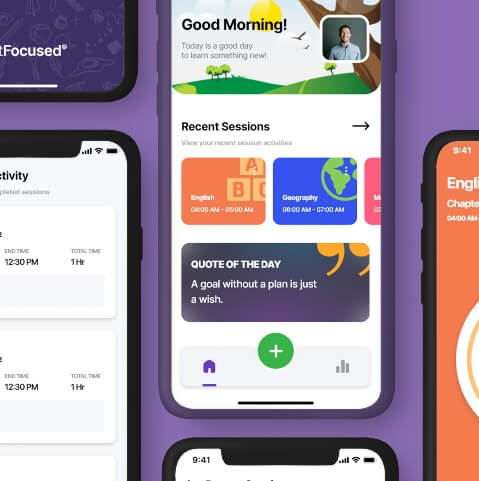 tFocused®
Good Morning!
Today is a good day
to learn something new!
Recent Sessions
View your recent session activities
English
04:00 AM - 05:00 AM
Geography
06:00 AM - 07:00 AM
A
B
C
QUOTE OF THE DAY
A goal without a plan is just
a wish.
ctivity
pleted sessions
END TIME TOTAL TIME
12:30 PM 1 Hr
END TIME TOTAL TIME
12:30 PM 1 Hr
9:41
Engli
Chapte
04:00 AM
9:41